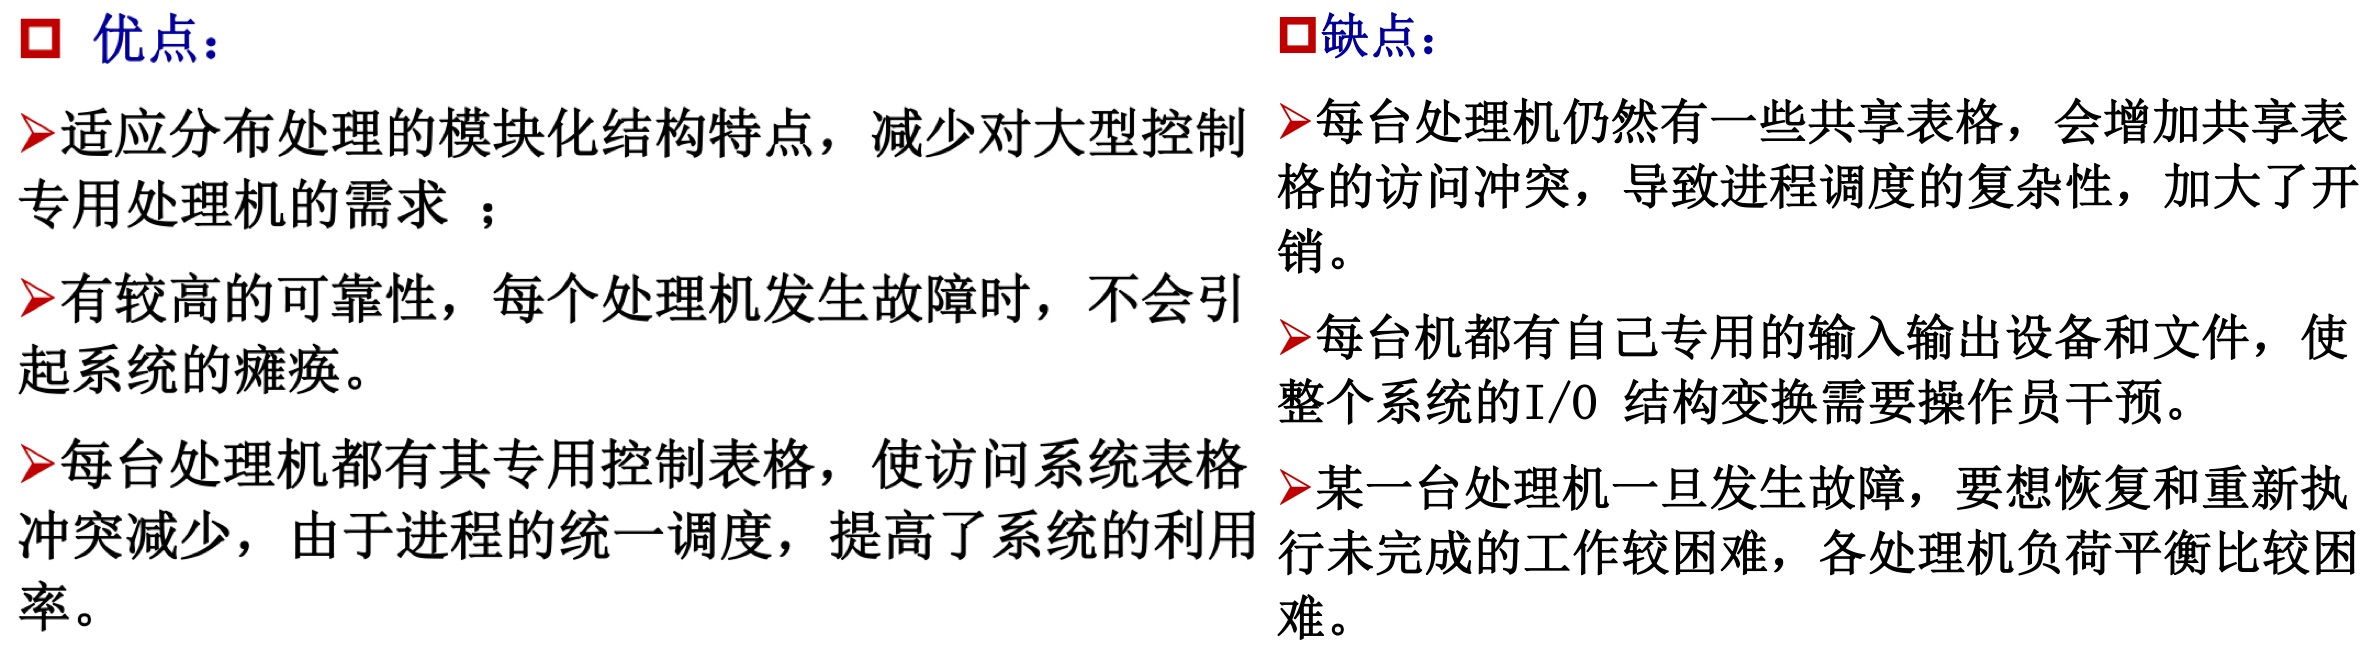 优点：
适应分布处理的模块化结构特点，减少对大型控制
专用处理机的需求 ；
有较高的可靠性，每个处理机发生故障时，不会引
起系统的瘫痪。
每台处理机都有其专用控制表格，使访问系统表格
冲突减少，由于进程的统一调度，提高了系统的利用
率。
缺点：
每台处理机仍然有一些共享表格，会增加共享表
格的访问冲突，导致进程调度的复杂性，加大了开
销。
每台机都有自己专用的输入输出设备和文件，使
整个系统的I/O 结构变换需要操作员干预。
某一台处理机一旦发生故障，要想恢复和重新执
行未完成的工作较困难，各处理机负荷平衡比较困
难。